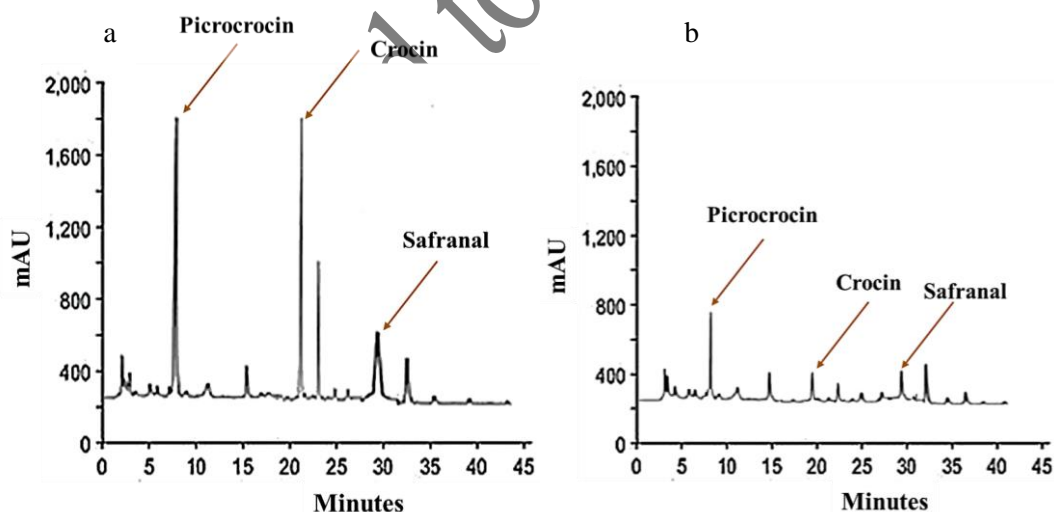 a
Picrocrocin
Crocin
Safranal
2,000
1,600
1,200
800
400
0
mAU
0 5 10 15 20 25 30 35 40 45
Minutes
b
Picrocrocin
Crocin
Safranal
2,000
1,600
1,200
800
400
0
mAU
0 5 10 15 20 25 30 35 40 45
Minutes